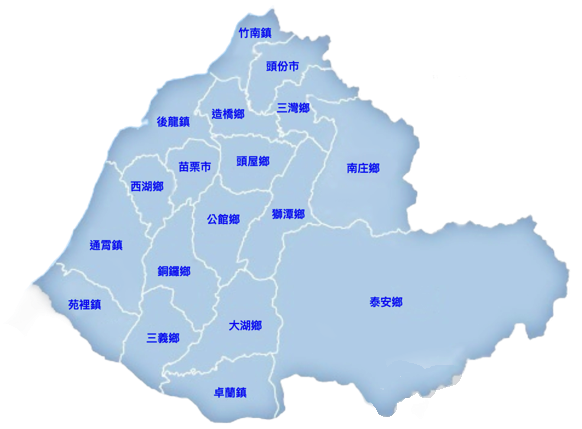 竹南鎮
頭份市
三灣鄉
造橋鄉
後龍鎮
頭屋鄉
苗栗市
南庄鄉
西湖鄉
獅潭鄉
公館鄉
通霄鎮
銅鑼鄉
泰安鄉
苑裡鎮
大湖鄉
三義鄉
卓蘭鎮